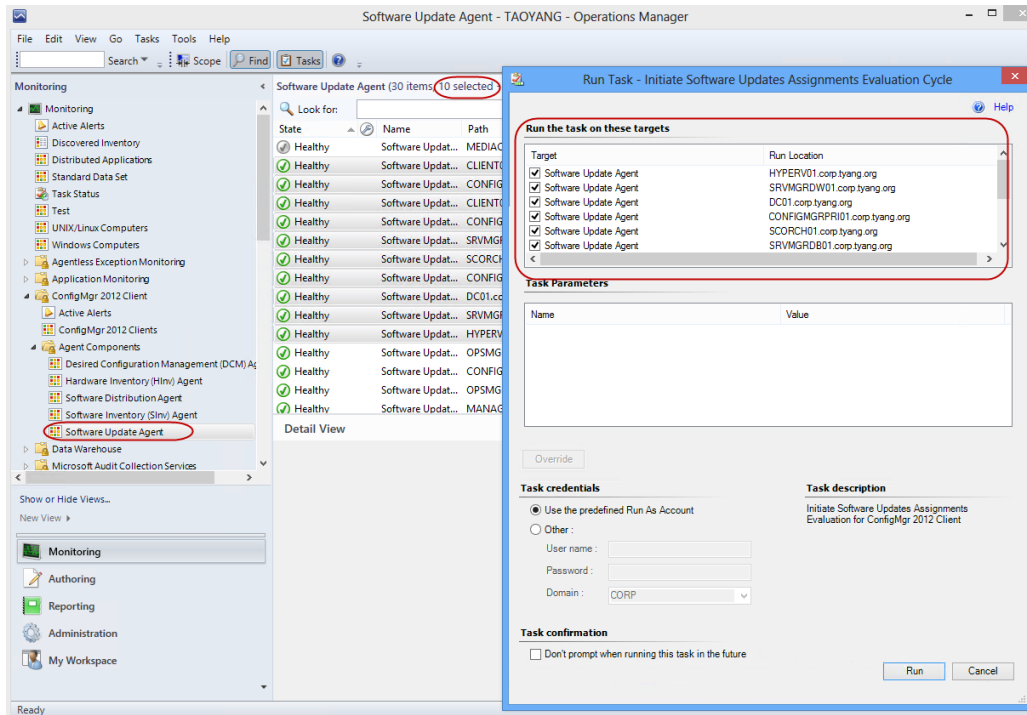 Software Update Agent - TAOYANG - Operations Manager
File Edit View Go Tasks Tools Help
Search Scope Find Tasks
Monitoring
Monitoring
Active Alerts
Discovered Inventory
Distributed Applications
Standard Data Set
Task Status
Test
UNIX/Linux Computers
Windows Computers
Agentless Exception Monitoring
Application Monitoring
ConfigMgr 2012 Client
Active Alerts
ConfigMgr 2012 Clients
Agent Components
Desired Configuration Management (DCM) Ag
Hardware Inventory (HInv) Agent
Software Distribution Agent
Software Inventory (SInv) Agent
Software Update Agent
Data Warehouse
Microsoft Audit Collection Services
Show or Hide Views...
New View
Monitoring
Authoring
Reporting
Administration
My Workspace
Ready
Software Update Agent (30 items, 10 selected
Look for:
State Name Path
Healthy Software Updat... MEDIAC
Healthy Software Updat... CLIENT0
Healthy Software Updat... CONFIG
Healthy Software Updat... CLIENT0
Healthy Software Updat... CONFIG
Healthy Software Updat... SRVMGF
Healthy Software Updat... SCORCH
Healthy Software Updat... CONFIG
Healthy Software Updat... DC01.co
Healthy Software Updat... SRVMGF
Healthy Software Updat... HYPERV
Healthy Software Updat... OPSMG
Healthy Software Updat... CONFIG
Healthy Software Updat... OPSMG
Healthy Software Updat... MANAG
Detail View
Run Task - Initiate Software Updates Assignments Evaluation Cycle
Help
Run the task on these targets
Target Run Location
Software Update Agent HYPERV01.corp.tyang.org
Software Update Agent SRVMGRDW01.corp.tyang.org
Software Update Agent DC01.corp.tyang.org
Software Update Agent CONFIGMGRPRI01.corp.tyang.org
Software Update Agent SCORCH01.corp.tyang.org
Software Update Agent SRVMGRDB01.corp.tyang.org
Task Parameters
Name Value
Override
Task credentials
Use the predefined Run As Account
Other :
User name :
Password :
Domain : CORP
Task description
Initiate Software Updates Assignments
Evaluation for ConfigMgr 2012 Client
Task confirmation
Don't prompt when running this task in the future
Run Cancel